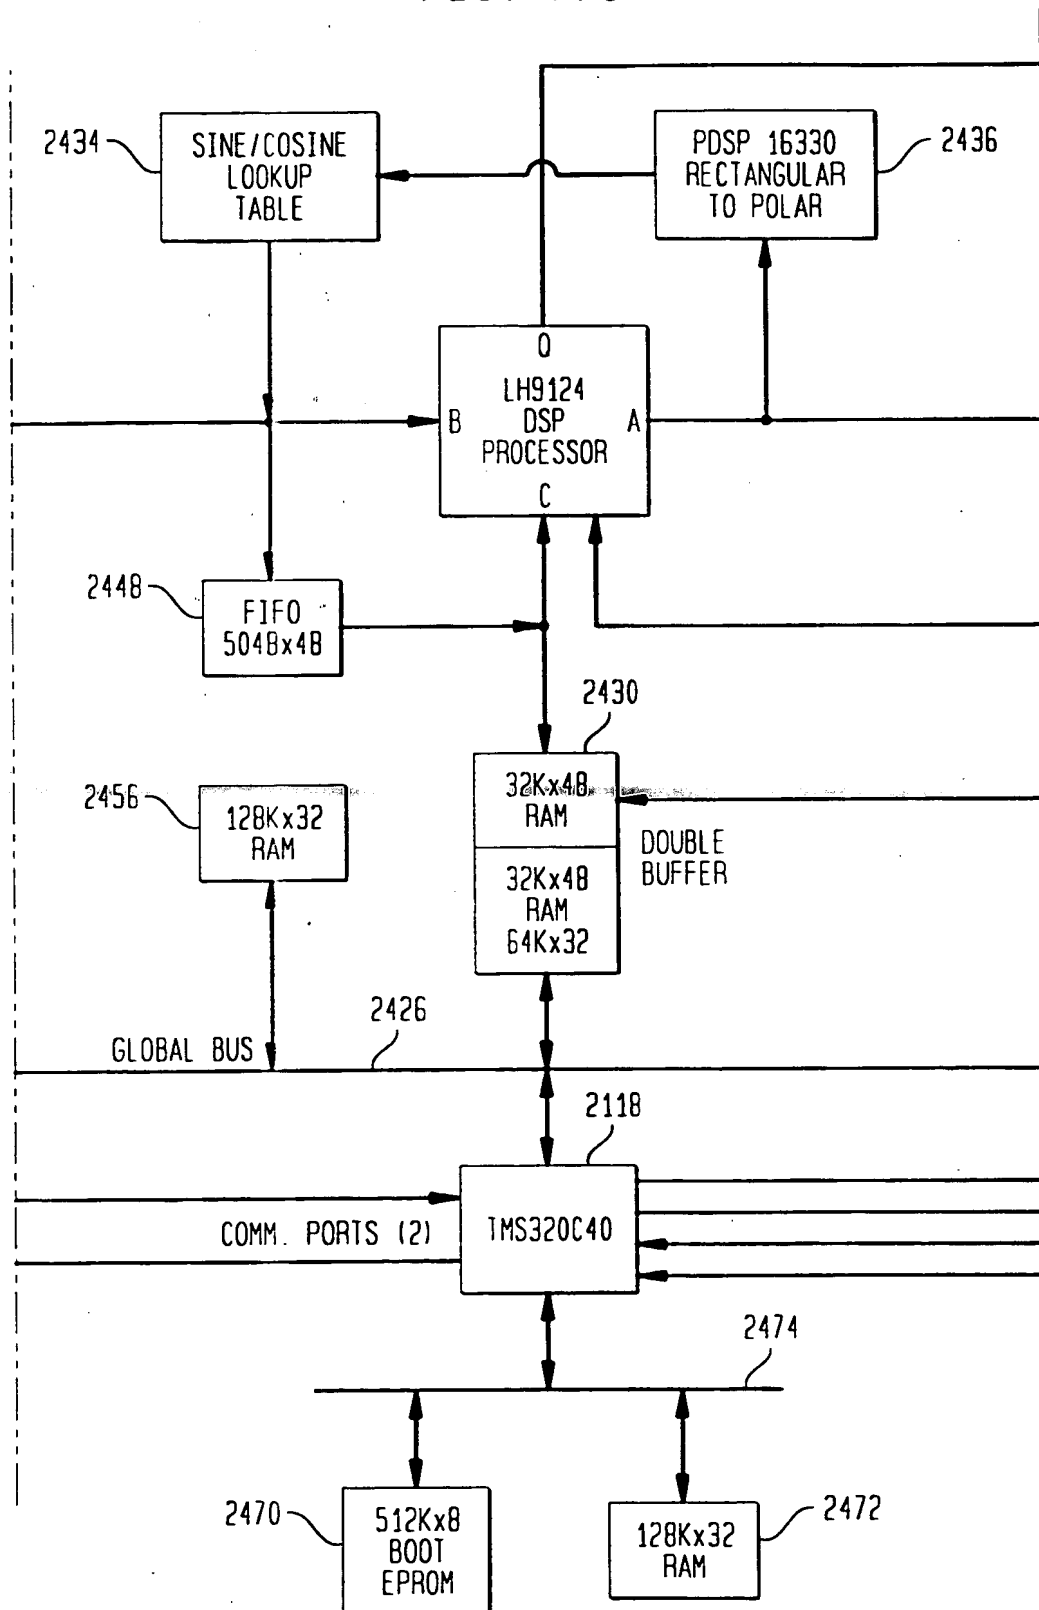 2434
SINE/COSINE
LOOKUP
TABLE
PDSP 16330
RECTANGULAR
TO POLAR
2436
Q
LH9124
DSP
PROCESSOR
B
A
C
2448
FIFO
5048x48
2430
32Kx48
RAM
32Kx48
RAM
64Kx32
DOUBLE
BUFFER
2456
128Kx32
RAM
2426
GLOBAL BUS
2118
TMS320C40
COMM. PORTS (2)
2474
2470
512Kx8
BOOT
EPROM
128Kx32
RAM
2472